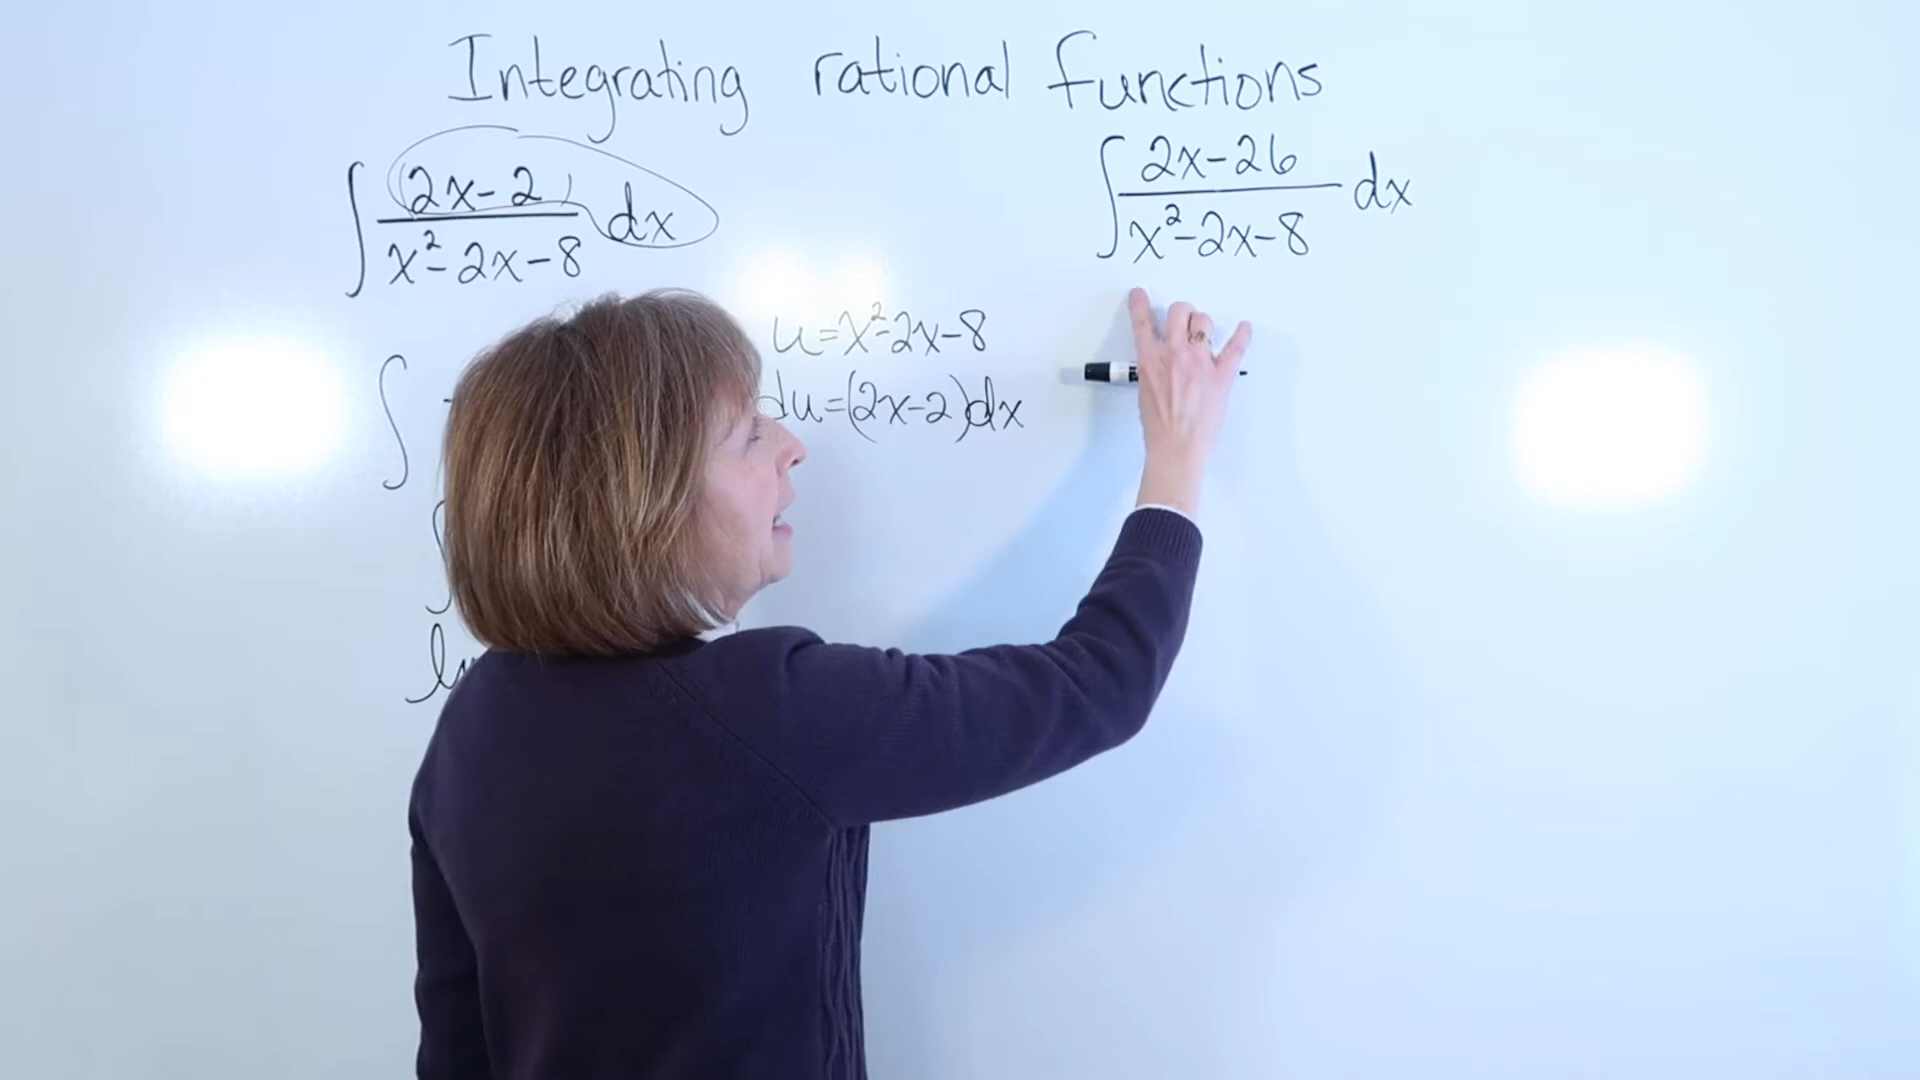 Integrating rational functions
∫ (2x-2) / x²-2x-8 dx
∫
u=x²-2x-8
du=(2x-2)dx
∫
∫ 2x-26 / x²-2x-8 dx